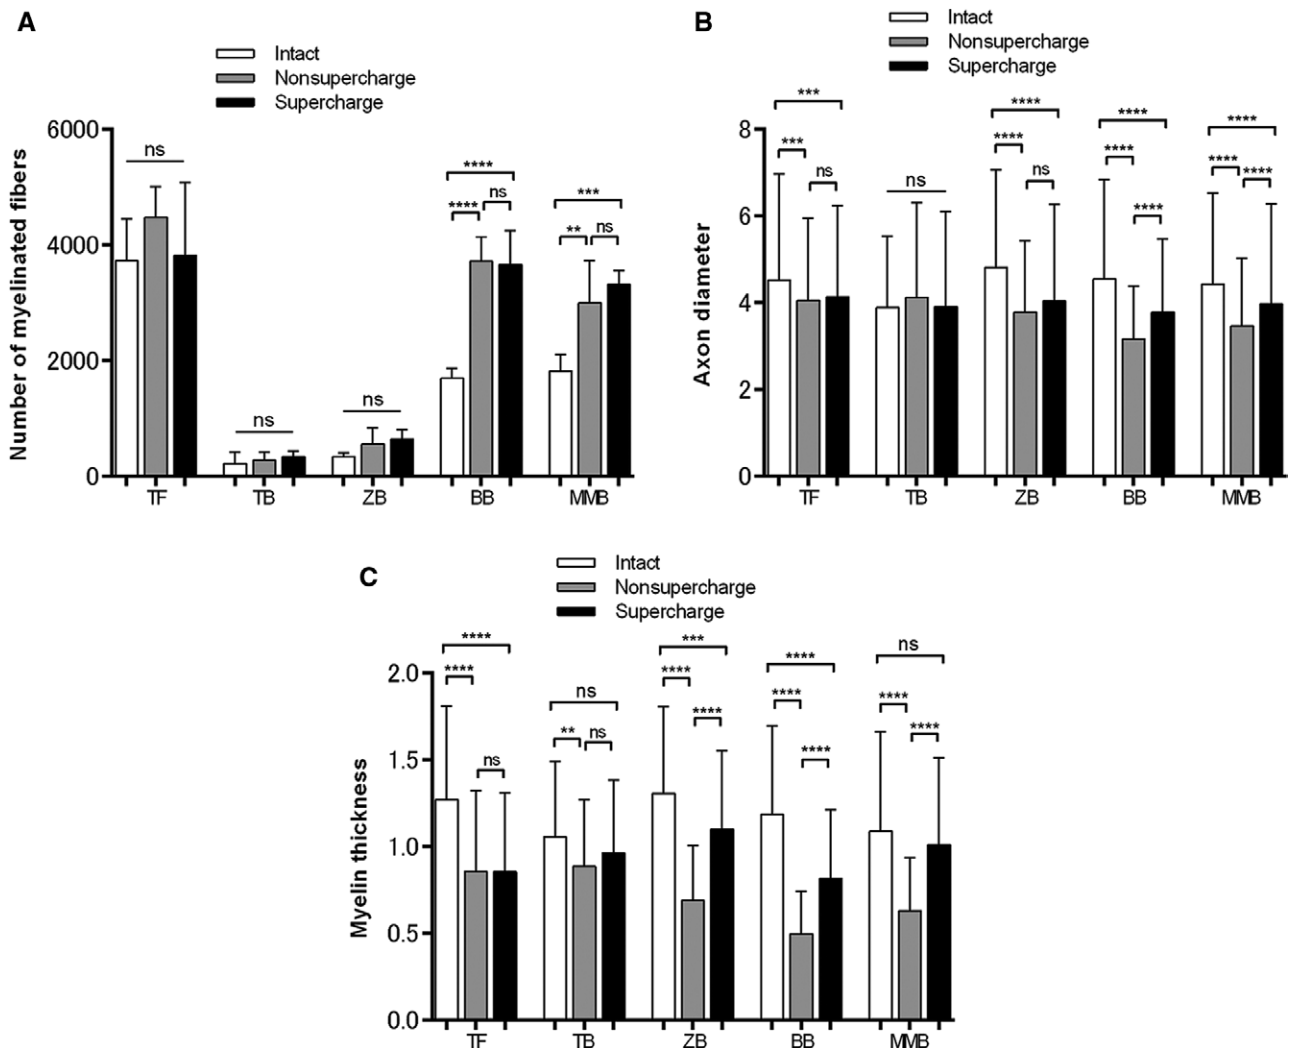 A
Intact
Nonsupercharge
Supercharge
Number of myelinated fibers
6000
4000
2000
0
ns
ns
ns
****
****
ns
***
**
ns
TF
TB
ZB
BB
MMB
B
Intact
Nonsupercharge
Supercharge
Axon diameter
8
6
4
2
0
***
***
ns
ns
****
****
ns
****
****
****
****
****
****
TF
TB
ZB
BB
MMB
C
Intact
Nonsupercharge
Supercharge
Myelin thickness
2.0
1.5
1.0
0.5
0.0
****
****
ns
ns
**
ns
***
****
****
****
****
****
ns
****
****
TF
TB
ZB
BB
MMB